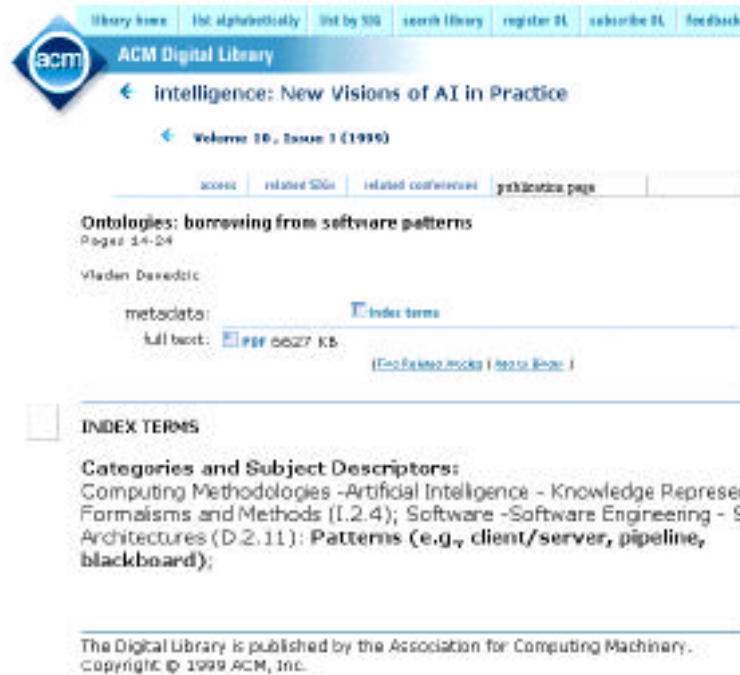 library home list alphabetically list by SIG search library register DL subscribe DL feedback
acm ACM Digital Library
intelligence: New Visions of AI in Practice
Volume 10, Issue 1 (1999)
access related SIGs related conferences publication page
Ontologies: borrowing from software patterns
Pages 14-24
Vladan Devedzic
metadata: Index terms
full text: PDF 6627 KB
INDEX TERMS
Categories and Subject Descriptors:
Computing Methodologies -Artificial Intelligence - Knowledge Represe
Formalisms and Methods (I.2.4); Software -Software Engineering - S
Architectures (D.2.11): Patterns (e.g., client/server, pipeline,
blackboard);
The Digital Library is published by the Association for Computing Machinery.
Copyright © 1999 ACM, Inc.